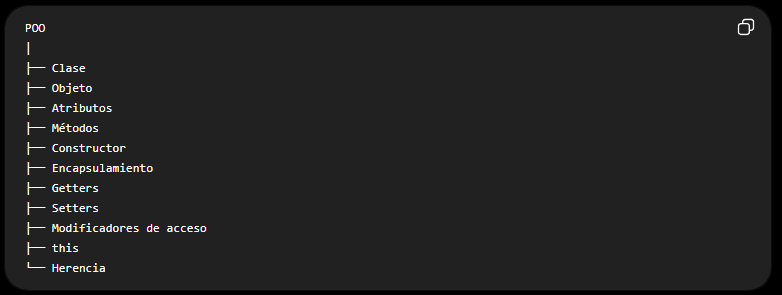 POO
│
├── Clase
├── Objeto
├── Atributos
├── Métodos
├── Constructor
├── Encapsulamiento
├── Getters
├── Setters
├── Modificadores de acceso
├── this
└── Herencia